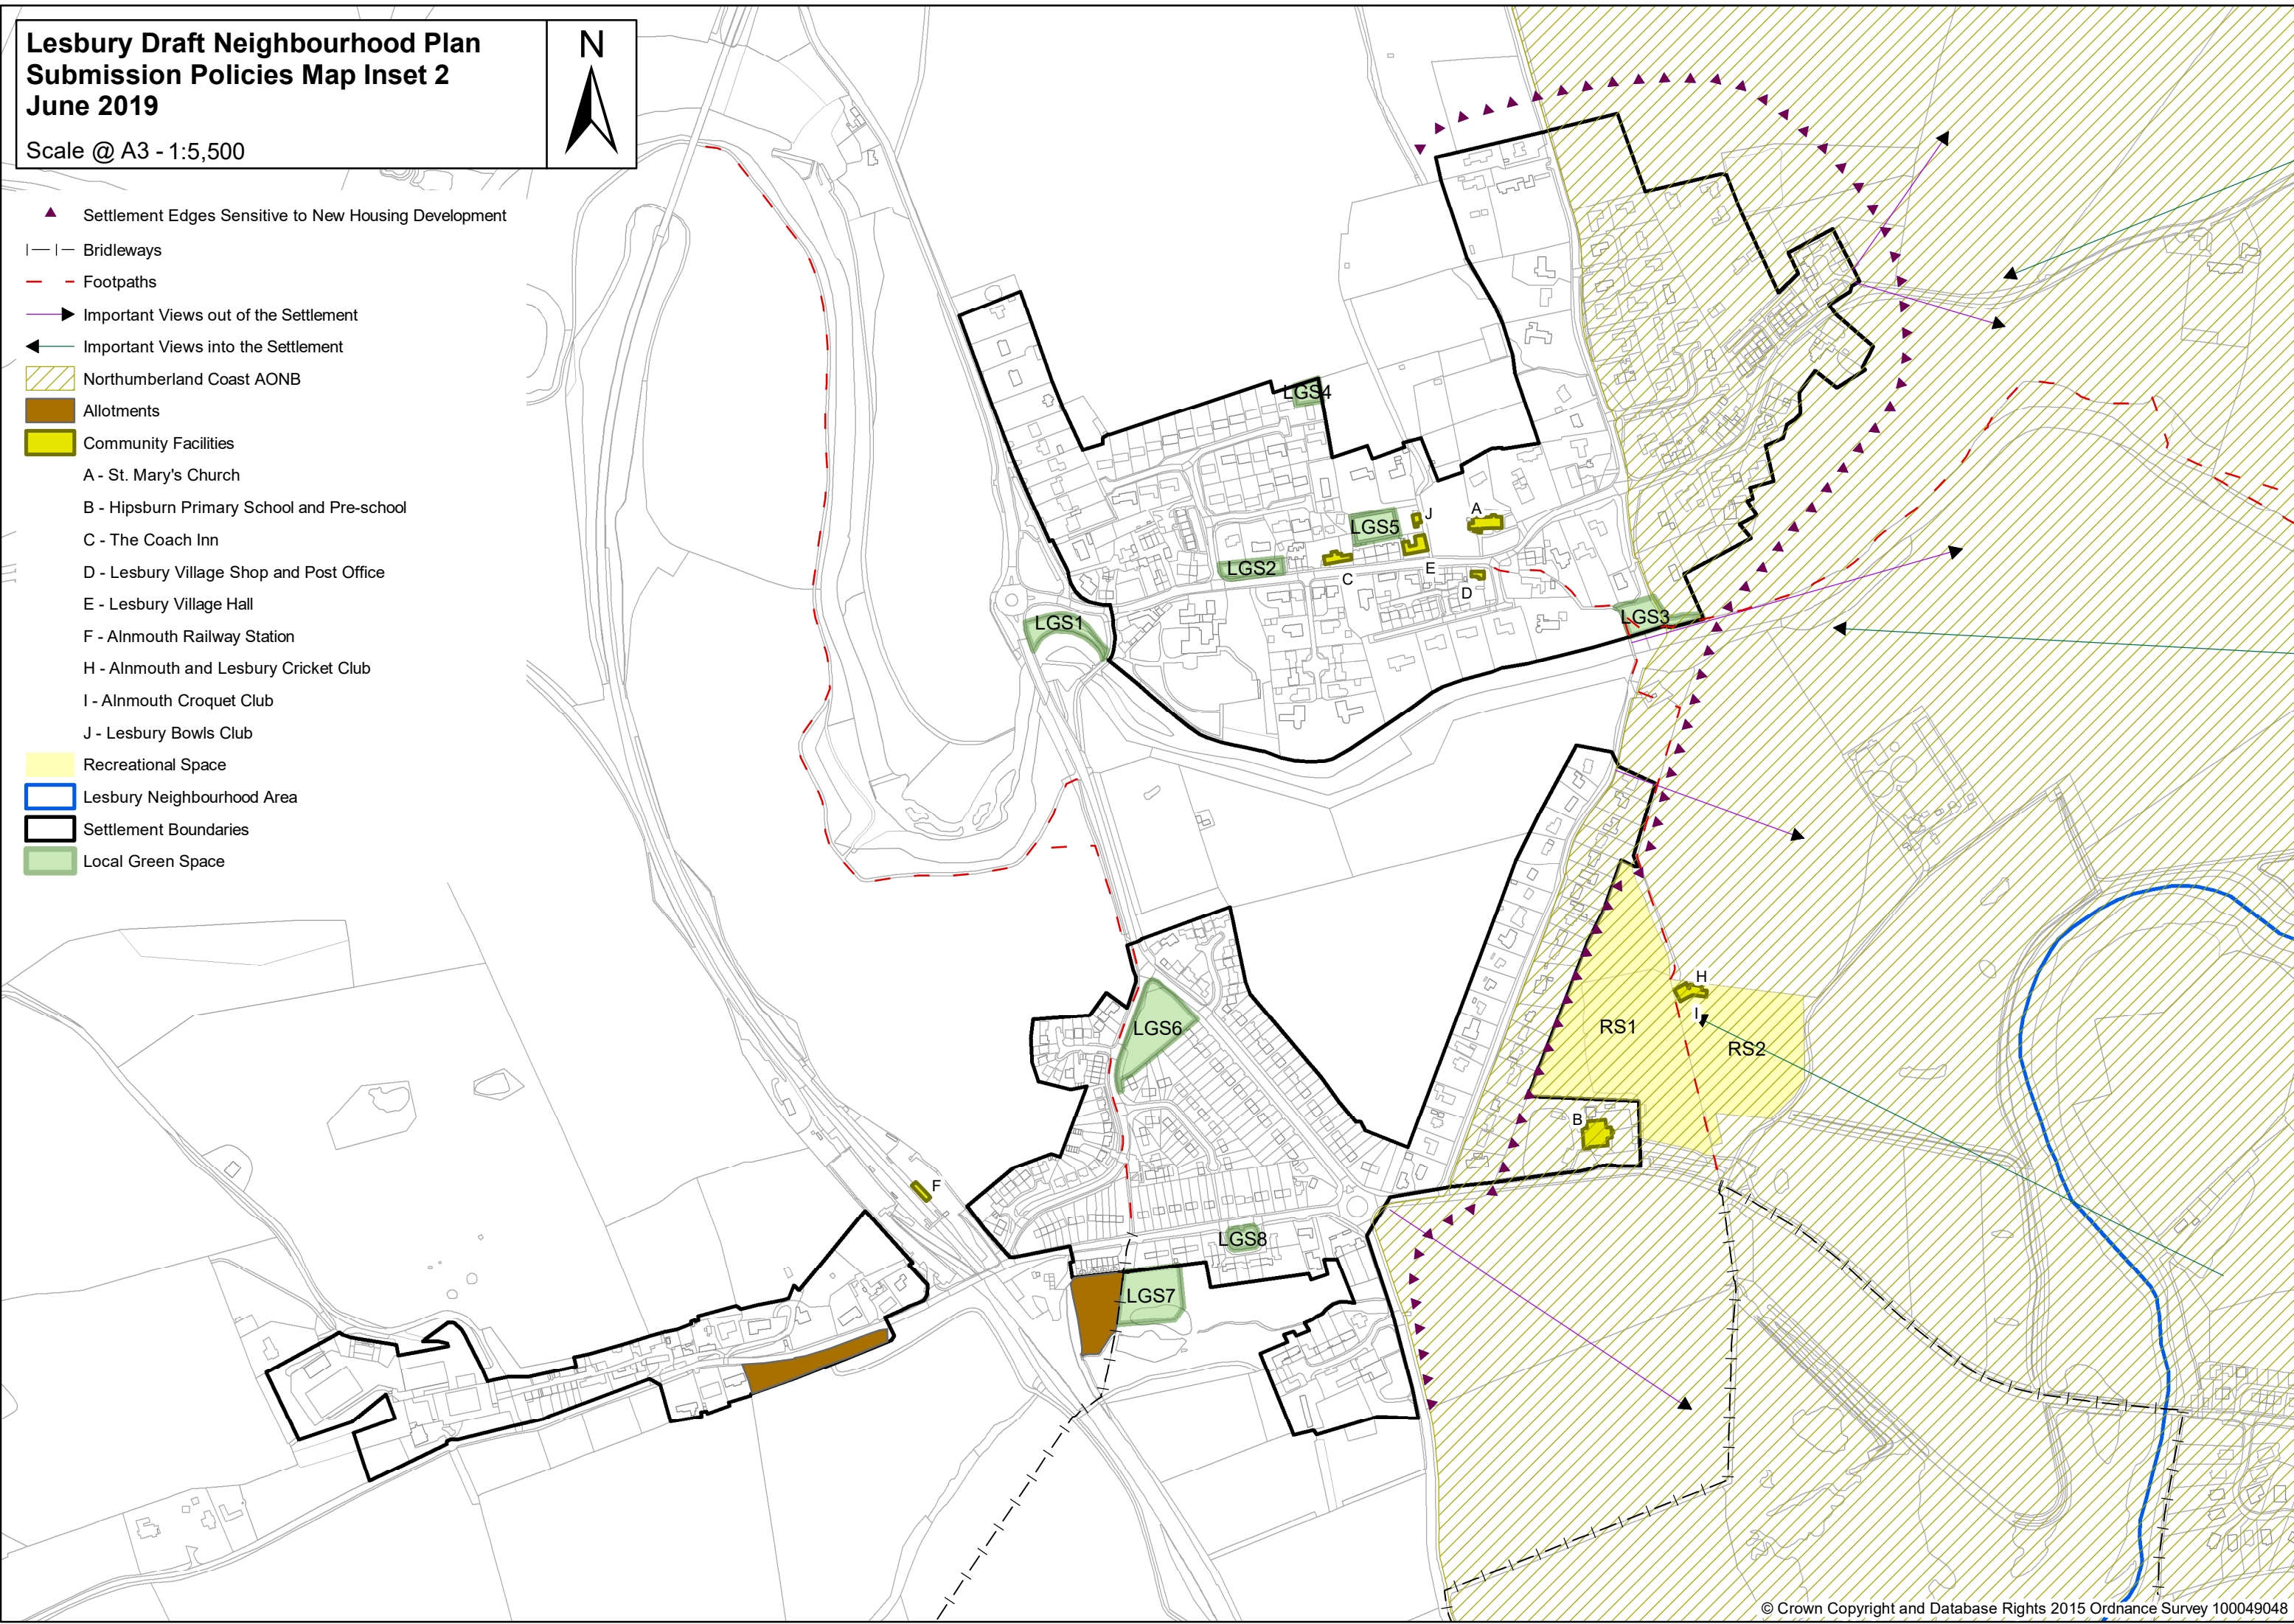 Lesbury Draft Neighbourhood Plan
Submission Policies Map Inset 2
June 2019
Scale @ A3 - 1:5,500
N
Settlement Edges Sensitive to New Housing Development
Bridleways
Footpaths
Important Views out of the Settlement
Important Views into the Settlement
Northumberland Coast AONB
Allotments
Community Facilities
A - St. Mary's Church
B - Hipsburn Primary School and Pre-school
C - The Coach Inn
D - Lesbury Village Shop and Post Office
E - Lesbury Village Hall
F - Alnmouth Railway Station
H - Alnmouth and Lesbury Cricket Club
I - Alnmouth Croquet Club
J - Lesbury Bowls Club
Recreational Space
Lesbury Neighbourhood Area
Settlement Boundaries
Local Green Space
LGS4
J
A
LGS5
LGS2
E
C
D
LGS1
LGS3
H
I
LGS6
RS1
RS2
B
F
LGS8
LGS7
© Crown Copyright and Database Rights 2015 Ordnance Survey 100049048